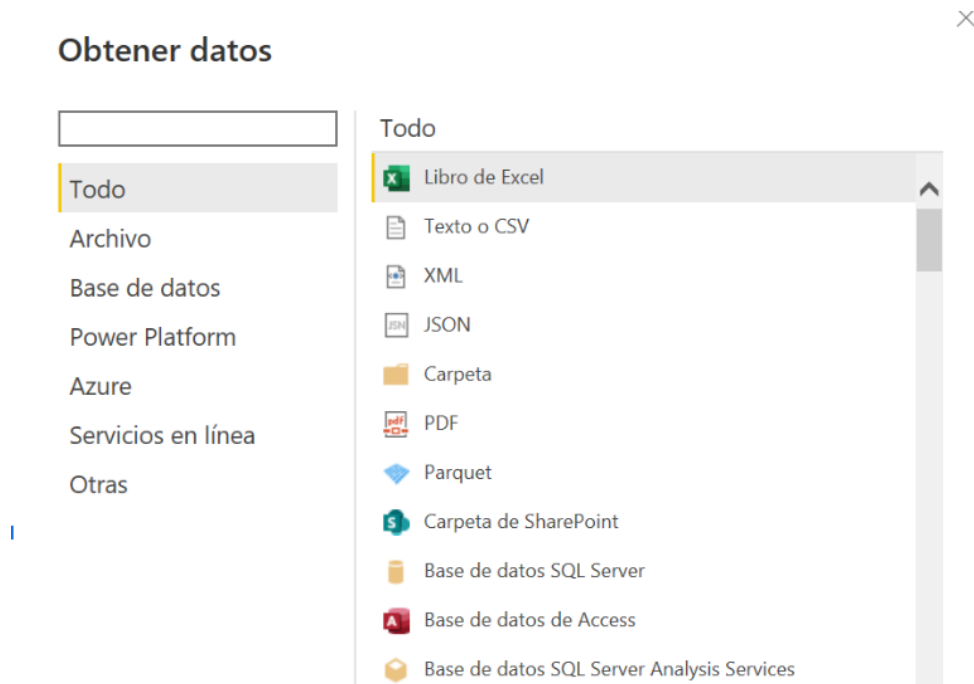 Obtener datos
Todo
Archivo
Base de datos
Power Platform
Azure
Servicios en línea
Otras
Todo
Libro de Excel
Texto o CSV
XML
JSN
JSON
Carpeta
pdf
PDF
Parquet
S
Carpeta de SharePoint
Base de datos SQL Server
A
Base de datos de Access
Base de datos SQL Server Analysis Services